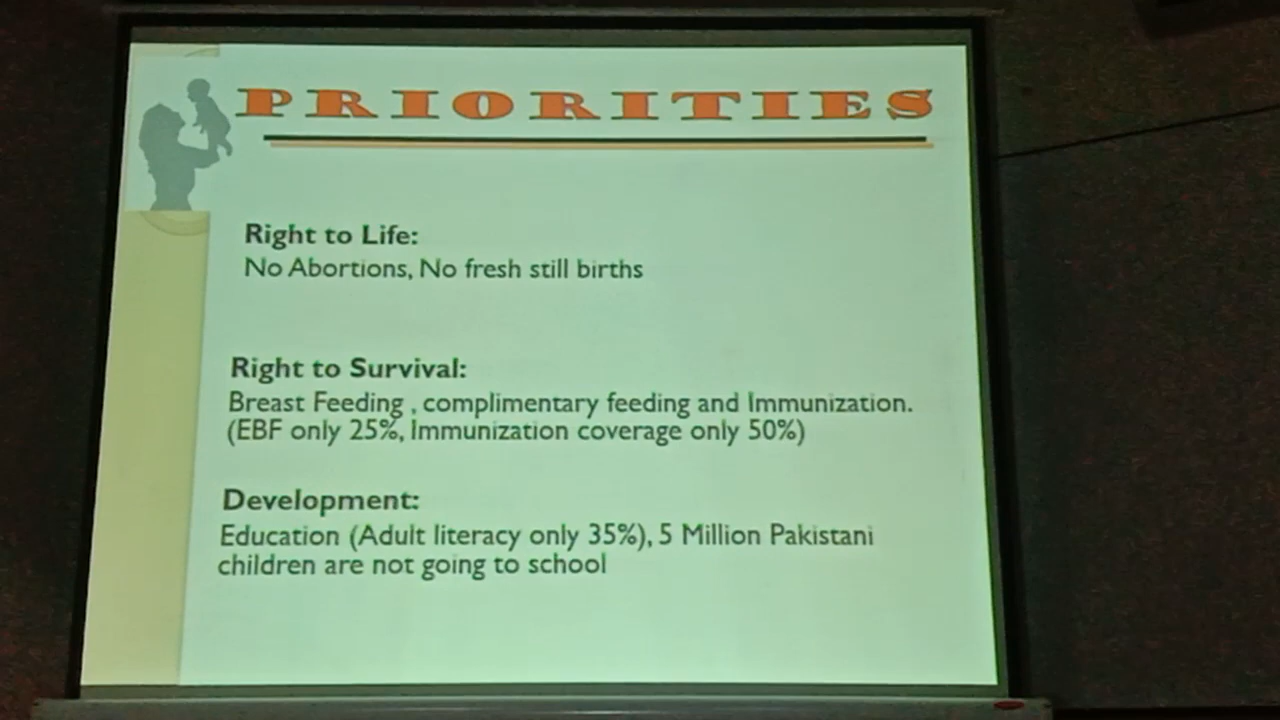 PRIORITIES
Right to Life:
No Abortions, No fresh still births
Right to Survival:
Breast Feeding , complimentary feeding and Immunization.
(EBF only 25%, Immunization coverage only 50%)
Development:
Education (Adult literacy only 35%), 5 Million Pakistani
children are not going to school